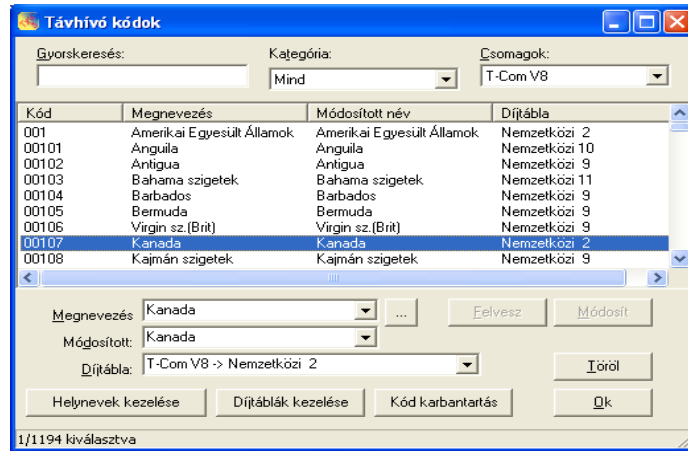 Távhívó kódok
Gyorskeresés: Kategória: Csomagok:
Mind T-Com V8
Kód Megnevezés Módosított név Díjtábla
001 Amerikai Egyesült Államok Amerikai Egyesült Államok Nemzetközi 2
00101 Anguila Anguila Nemzetközi 10
00102 Antigua Antigua Nemzetközi 9
00103 Bahama szigetek Bahama szigetek Nemzetközi 11
00104 Barbados Barbados Nemzetközi 9
00105 Bermuda Bermuda Nemzetközi 9
00106 Virgin sz.(Brit) Virgin sz.(Brit) Nemzetközi 9
00107 Kanada Kanada Nemzetközi 2
00108 Kajmán szigetek Kajmán szigetek Nemzetközi 9
Megnevezés Kanada ... Felvesz Módosít
Módosított: Kanada
Díjtábla: T-Com V8 -> Nemzetközi 2 Töröl
Helynevek kezelése Díjtáblák kezelése Kód karbantartás Ok
1/1194 kiválasztva